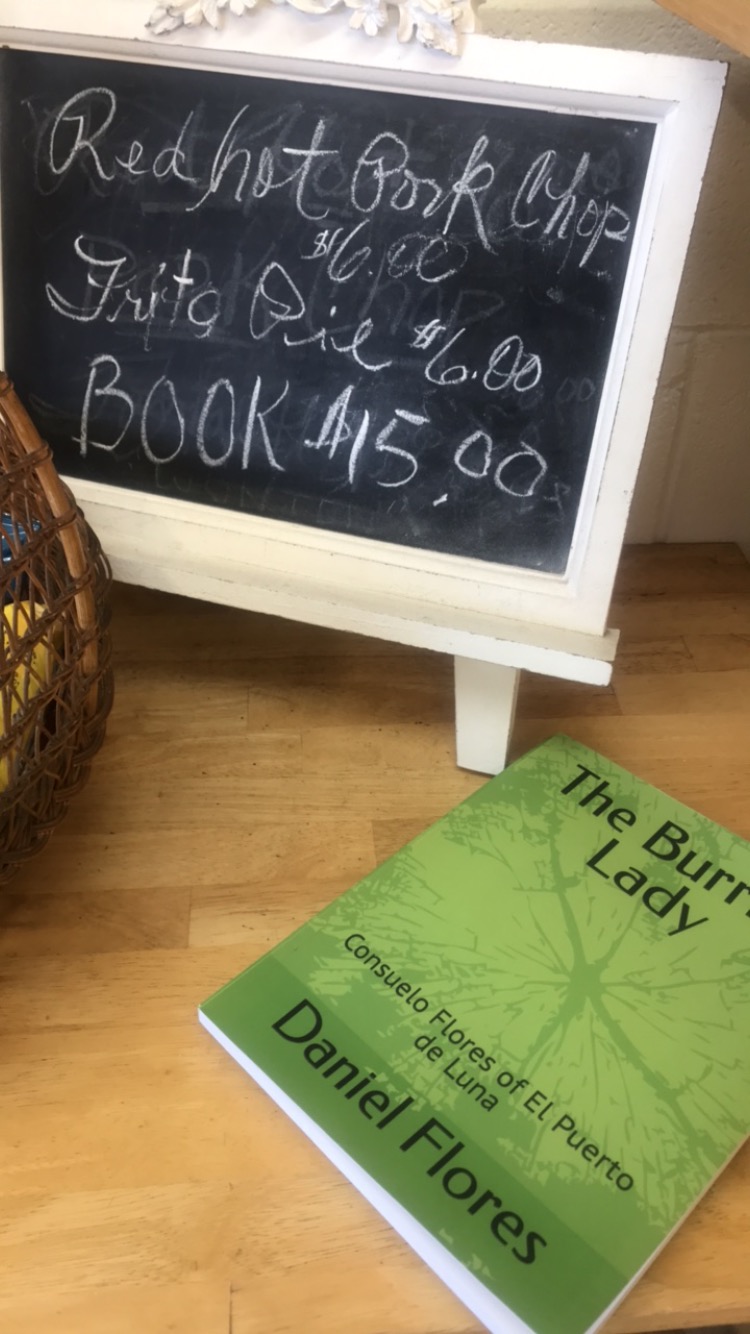 Red hot Pork Chop
$6.00
Frito Pie $6.00
BOOK $15.00
The Burri
Lady
Consuelo Flores of El Puerto
de Luna
Daniel Flores